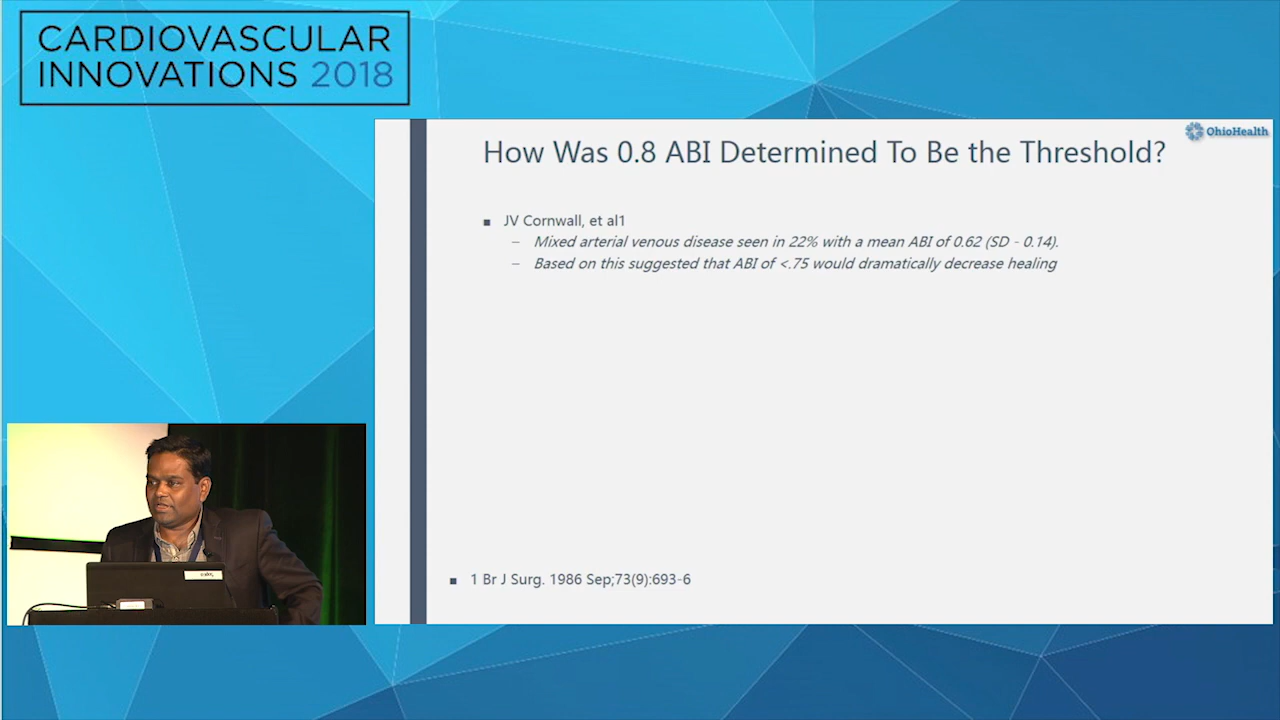 CARDIOVASCULAR
INNOVATIONS 2018
OhioHealth
How Was 0.8 ABI Determined To Be the Threshold?
▪ JV Cornwall, et al1
– Mixed arterial venous disease seen in 22% with a mean ABI of 0.62 (SD - 0.14).
– Based on this suggested that ABI of <.75 would dramatically decrease healing
▪ 1 Br J Surg. 1986 Sep;73(9):693-6